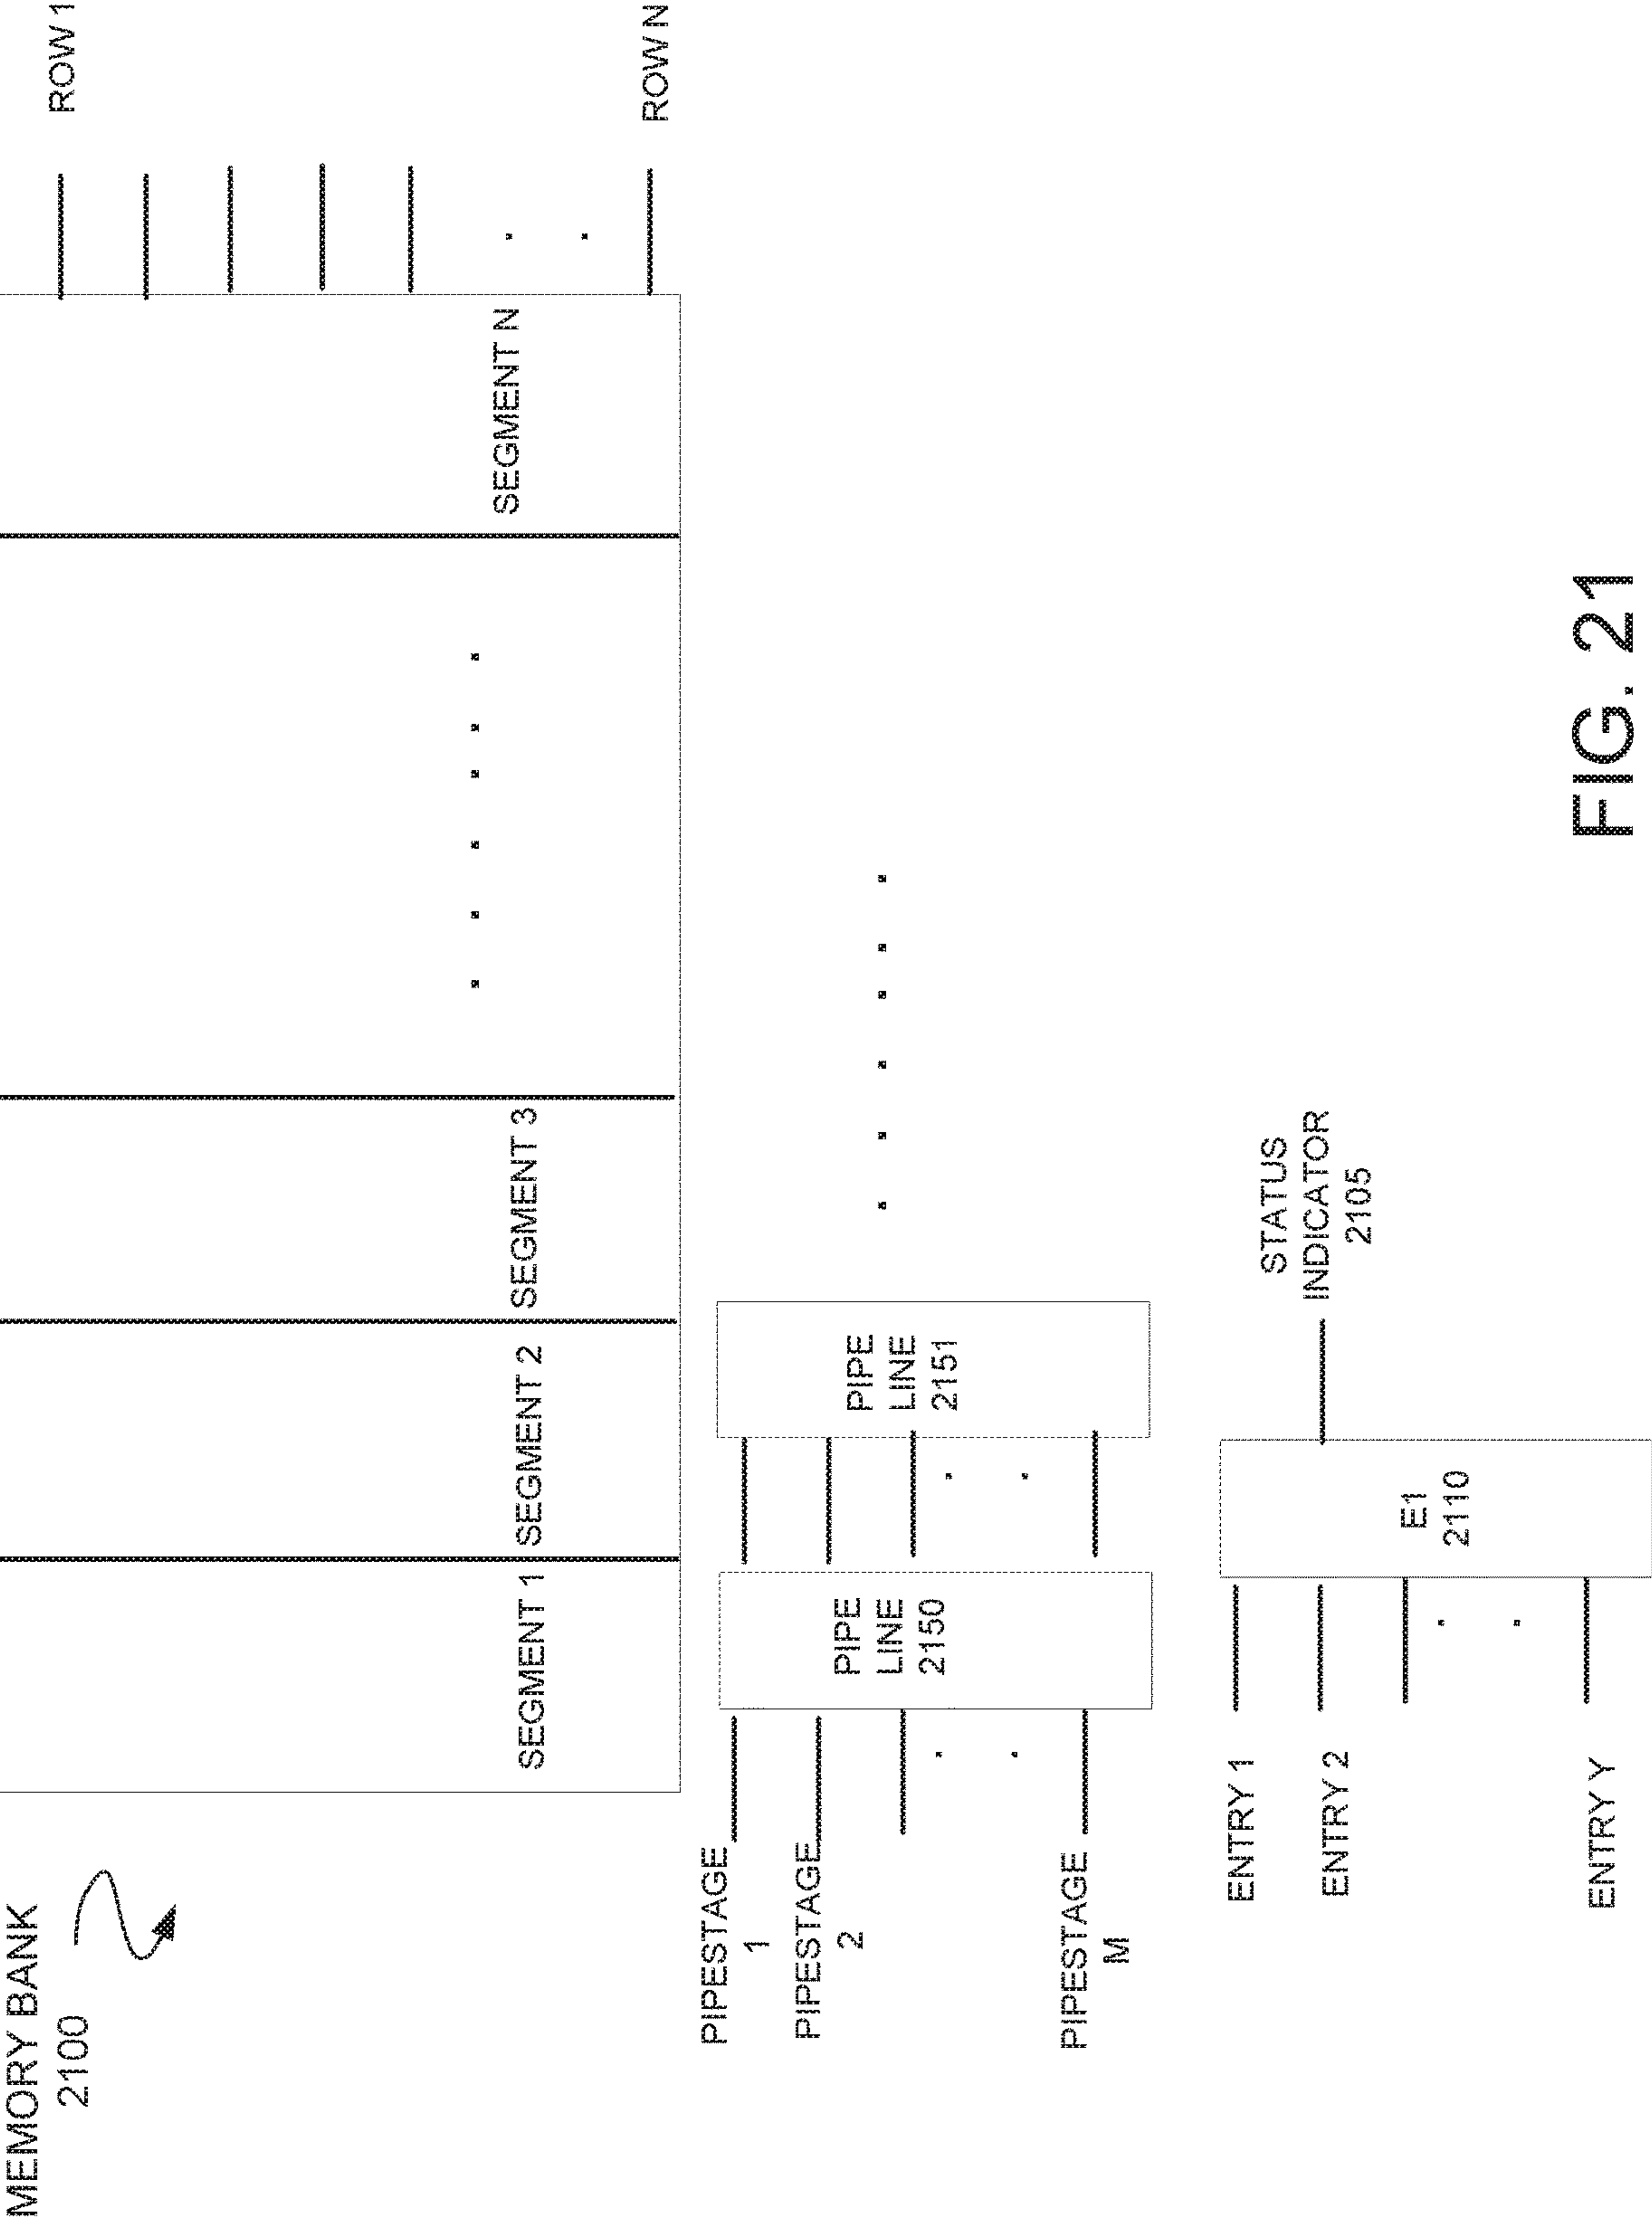 MEMORY BANK
2100
ROW 1
ROW N
SEGMENT 1
SEGMENT 2
SEGMENT 3
SEGMENT N
PIPESTAGE
1
PIPESTAGE
2
PIPESTAGE
M
PIPE
LINE
2150
PIPE
LINE
2151
ENTRY 1
ENTRY 2
ENTRY Y
E1
2110
STATUS
INDICATOR
2105
FIG. 21